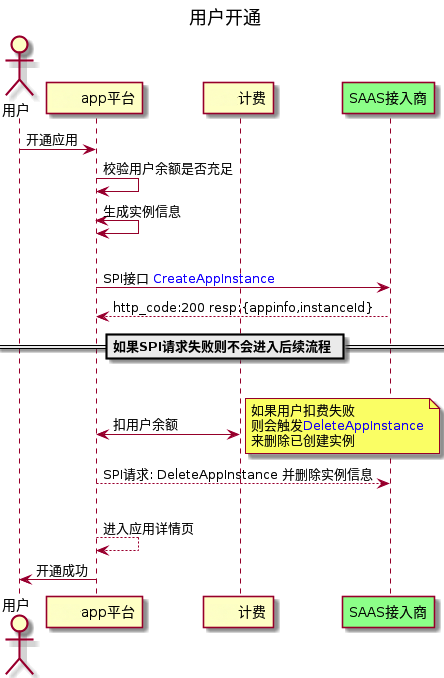 用户开通
用户
app平台
计费
SAAS接入商
开通应用
校验用户余额是否充足
生成实例信息
SPI接口 CreateAppInstance
http_code:200 resp:{appinfo,instanceId}
如果SPI请求失败则不会进入后续流程
如果用户扣费失败
则会触发DeleteAppInstance
来删除已创建实例
扣用户余额
SPI请求: DeleteAppInstance 并删除实例信息
进入应用详情页
开通成功
用户
app平台
计费
SAAS接入商